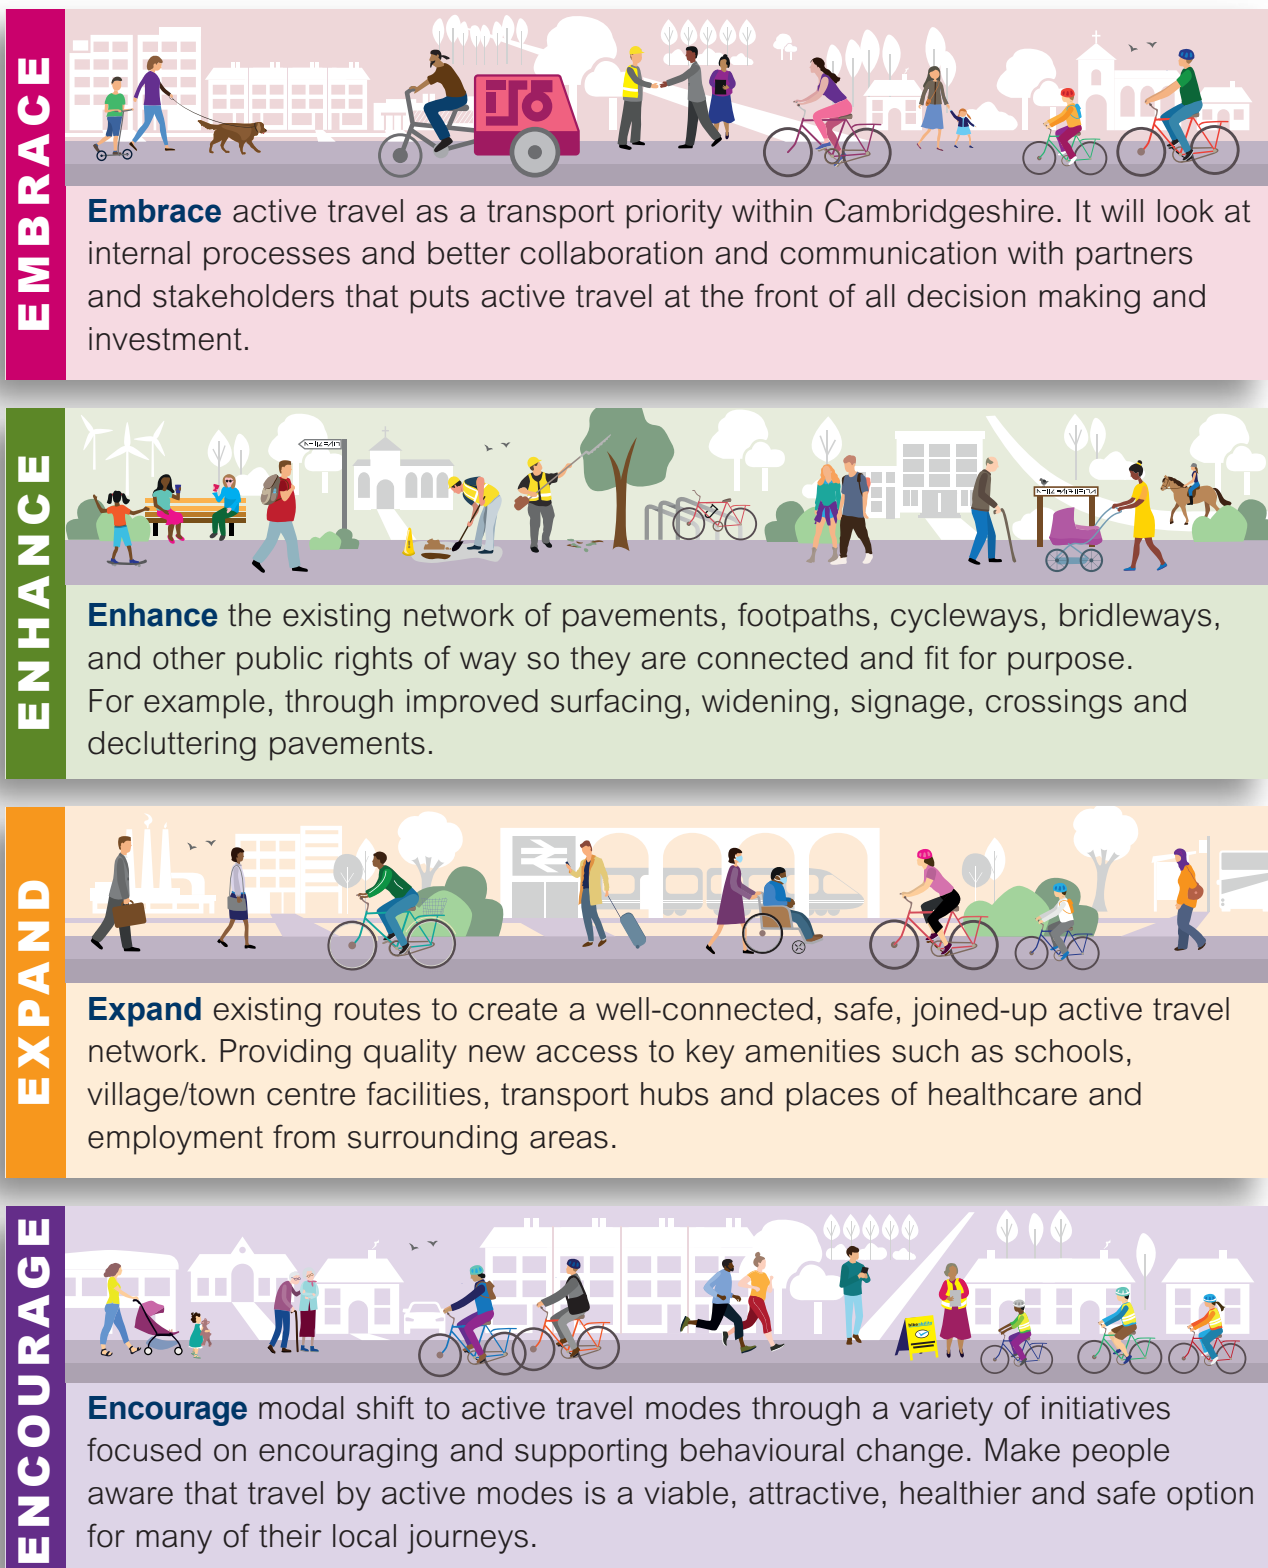 EMBRACE
Embrace active travel as a transport priority within Cambridgeshire. It will look at
internal processes and better collaboration and communication with partners
and stakeholders that puts active travel at the front of all decision making and
investment.
ENHANCE
Enhance the existing network of pavements, footpaths, cycleways, bridleways,
and other public rights of way so they are connected and fit for purpose.
For example, through improved surfacing, widening, signage, crossings and
decluttering pavements.
EXPAND
Expand existing routes to create a well-connected, safe, joined-up active travel
network. Providing quality new access to key amenities such as schools,
village/town centre facilities, transport hubs and places of healthcare and
employment from surrounding areas.
ENCOURAGE
bikeability
Encourage modal shift to active travel modes through a variety of initiatives
focused on encouraging and supporting behavioural change. Make people
aware that travel by active modes is a viable, attractive, healthier and safe option
for many of their local journeys.